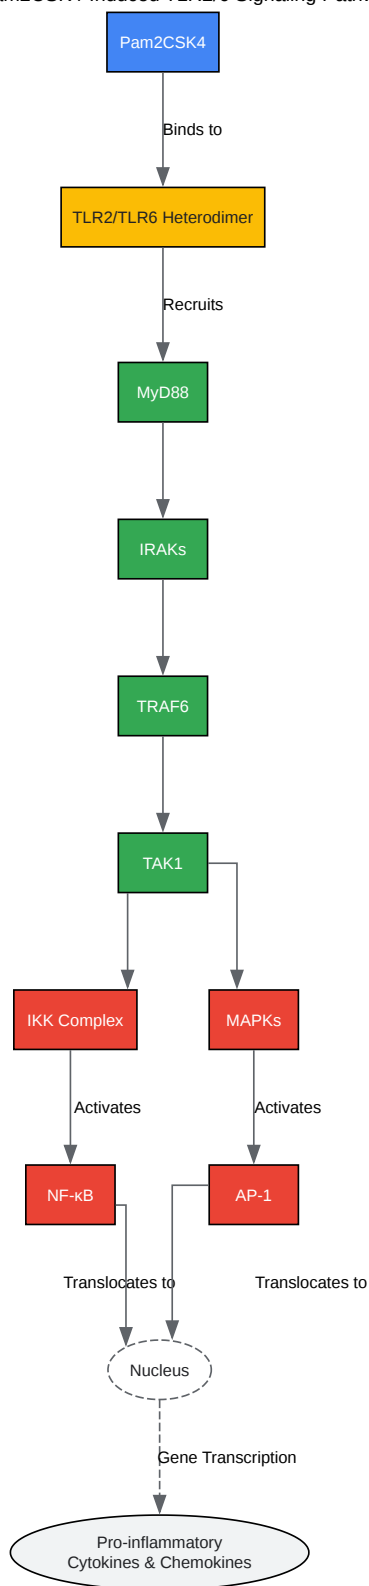 Pam2CSK4
Binds to
TLR2/TLR6 Heterodimer
Recruits
MyD88
IRAKs
TRAF6
TAK1
IKK Complex
MAPKs
Activates
Activates
NF-κB
AP-1
Translocates to
Translocates to
Nucleus
Gene Transcription
Pro-inflammatory
Cytokines & Chemokines